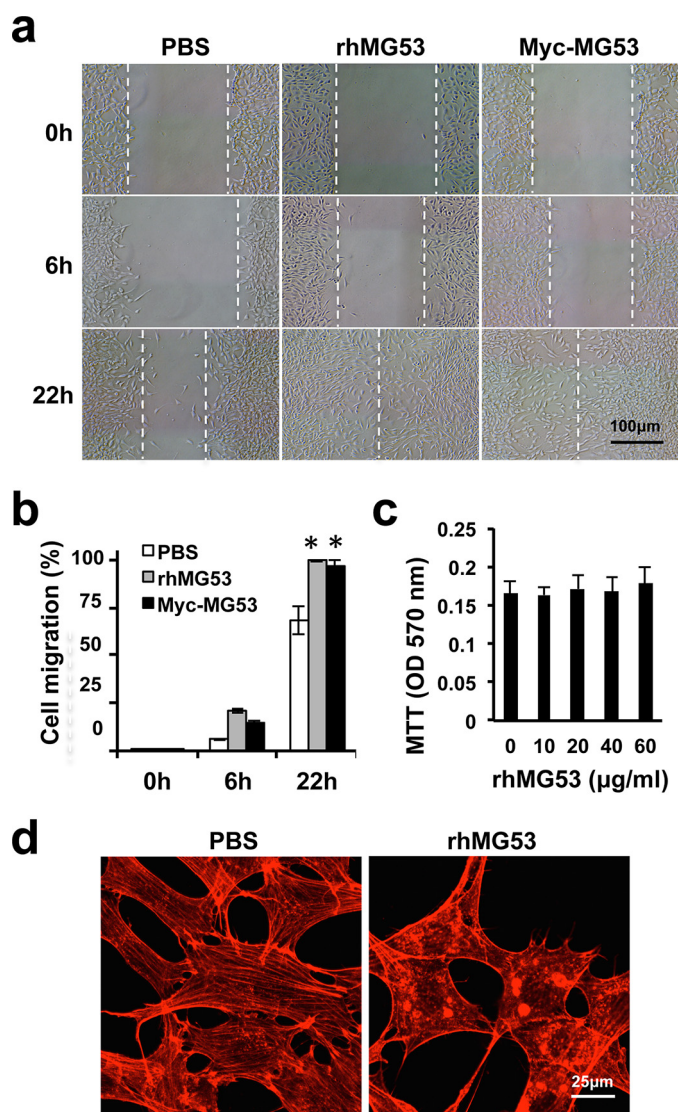 a
PBS rhMG53 Myc-MG53
0h
6h
22h
100µm
b
Cell migration (%)
100
75
25
0
PBS
rhMG53
Myc-MG53
* *
0h 6h 22h
c
MTT (OD 570 nm)
0.25
0.2
0.15
0.1
0.05
0
0 10 20 40 60
rhMG53 (µg/ml)
d
PBS rhMG53
25µm